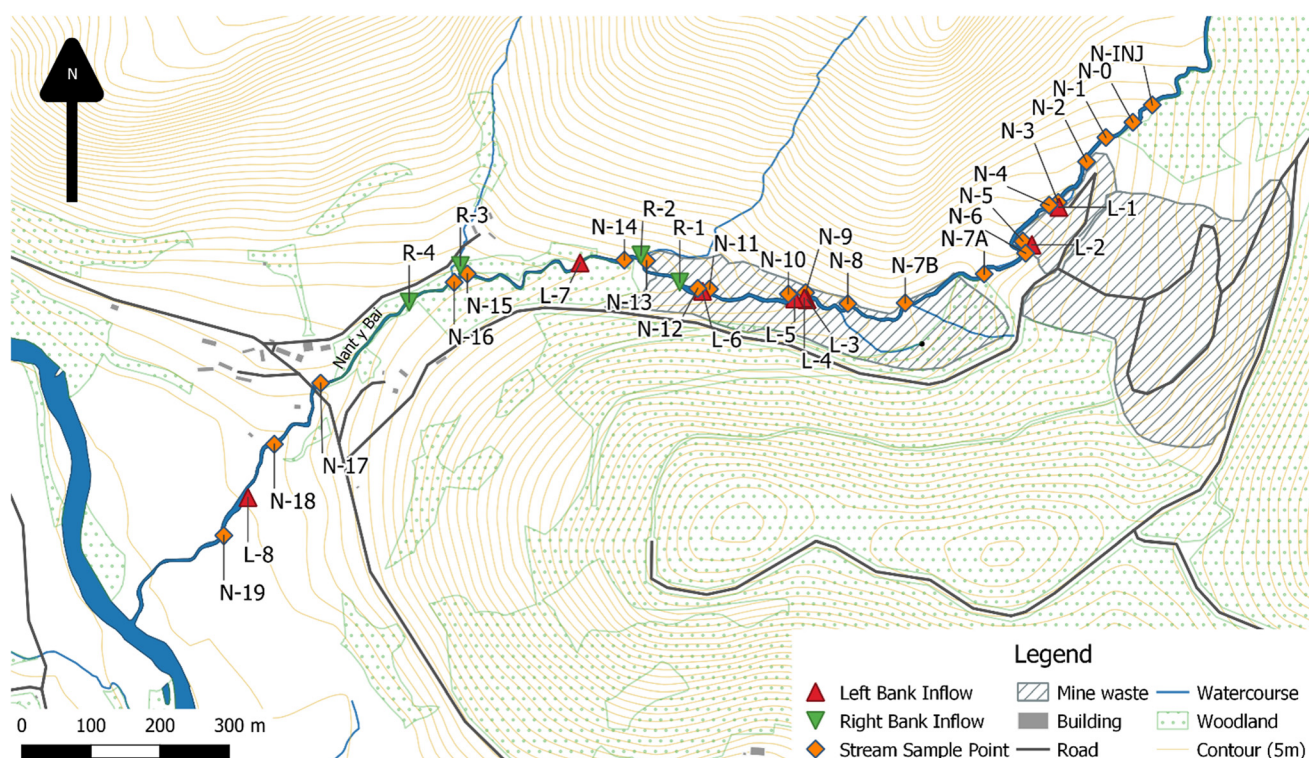 N
N-INJ
N-0
N-1
N-2
N-3
N-4
N-5
N-6
N-7A
L-1
L-2
R-3
R-4
N-14
R-2
R-1
N-11
N-10
N-9
N-8
N-7B
N-15
N-16
L-7
N-13
N-12
L-6
L-5
L-4
L-3
Nant y Bai
N-17
N-18
L-8
N-19
0 100 200 300 m
Legend
Left Bank Inflow
Mine waste
Watercourse
Right Bank Inflow
Building
Woodland
Stream Sample Point
Road
Contour (5m)